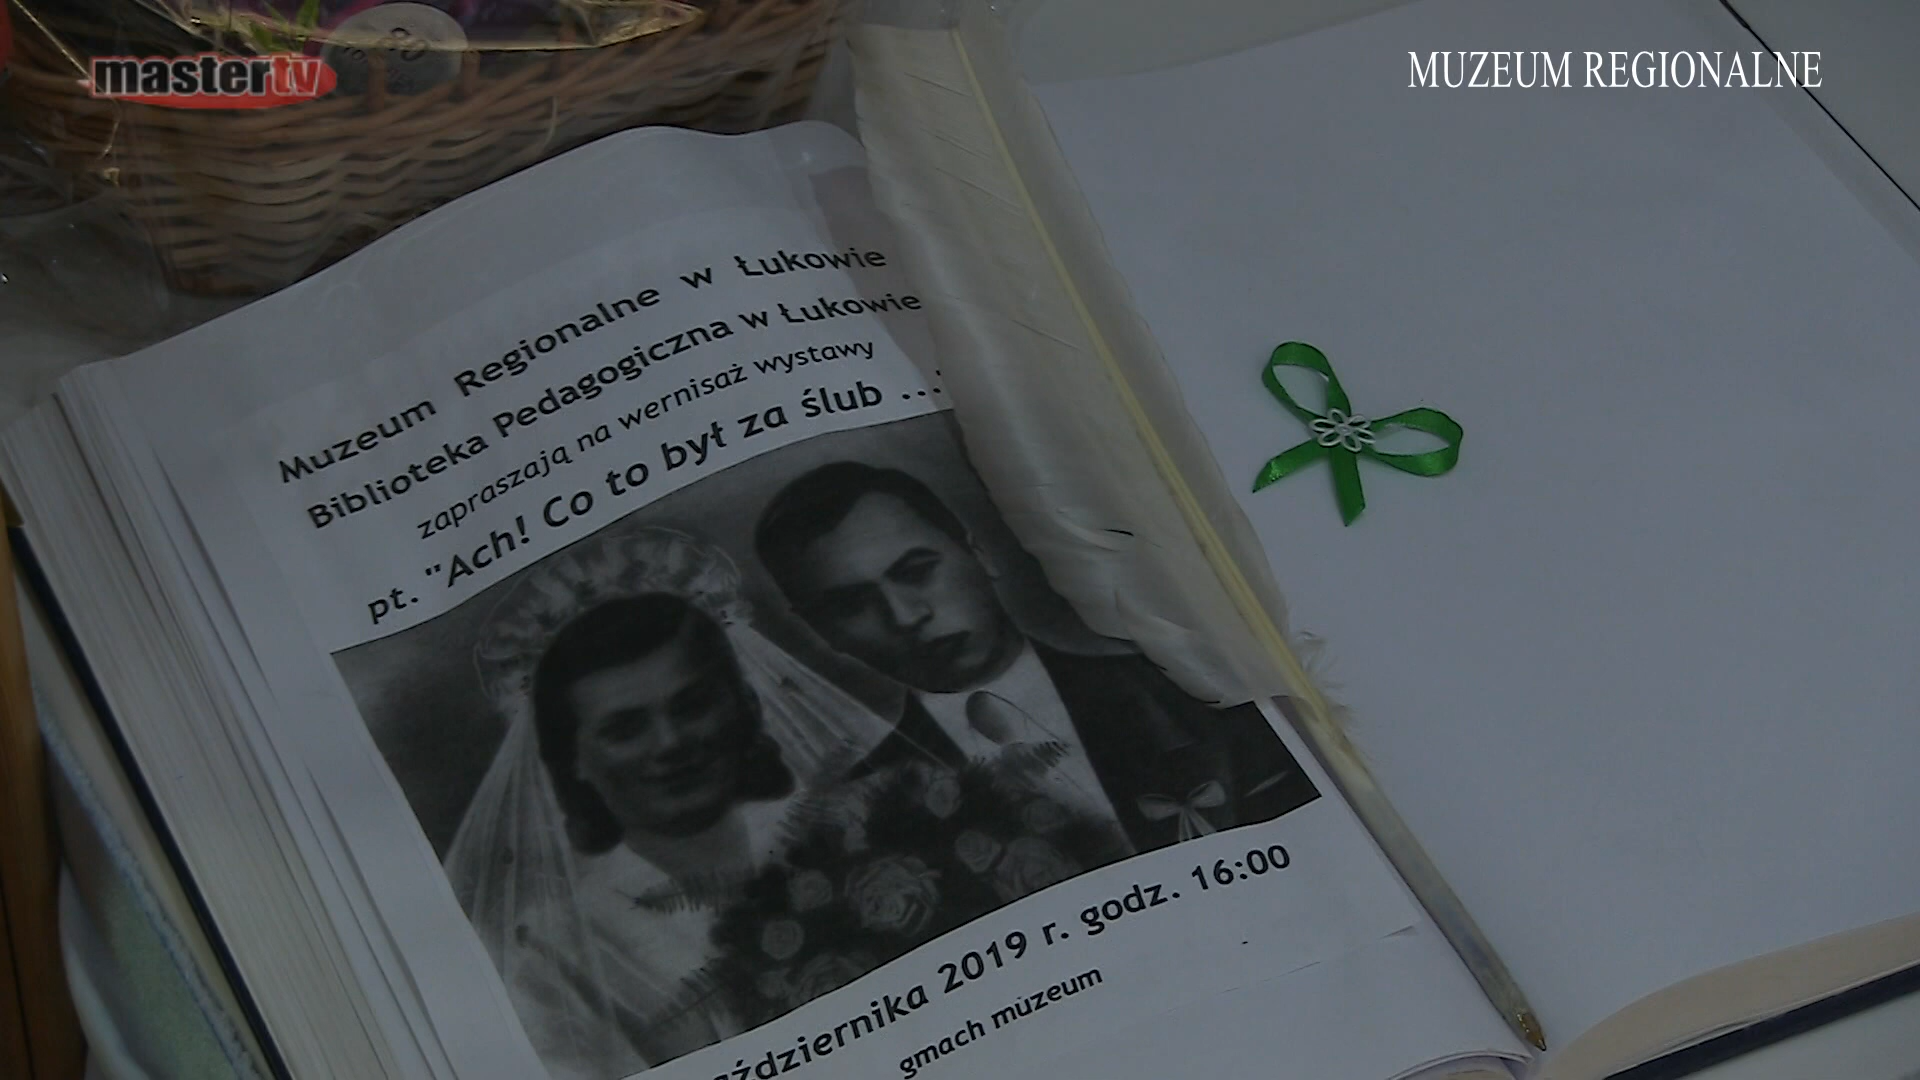 mastertv
MUZEUM REGIONALNE
Muzeum Regionalne w Łukowie
Biblioteka Pedagogiczna w Łukowie
zapraszają na wernisaż wystawy
pt. "Ach! Co to był za ślub ..."
2019 r. godz. 16:00
gmach muzeum